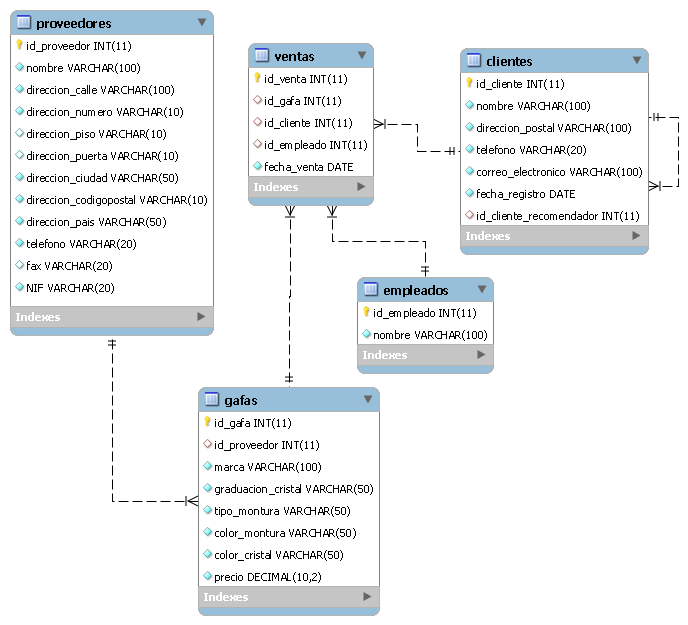 proveedores
id_proveedor INT(11)
nombre VARCHAR(100)
direccion_calle VARCHAR(100)
direccion_numero VARCHAR(10)
direccion_piso VARCHAR(10)
direccion_puerta VARCHAR(10)
direccion_ciudad VARCHAR(50)
direccion_codigopostal VARCHAR(10)
direccion_pais VARCHAR(50)
telefono VARCHAR(20)
fax VARCHAR(20)
NIF VARCHAR(20)
Indexes
ventas
id_venta INT(11)
id_gafa INT(11)
id_cliente INT(11)
id_empleado INT(11)
fecha_venta DATE
Indexes
clientes
id_cliente INT(11)
nombre VARCHAR(100)
direccion_postal VARCHAR(100)
telefono VARCHAR(20)
correo_electronico VARCHAR(100)
fecha_registro DATE
id_cliente_recomendador INT(11)
Indexes
empleados
id_empleado INT(11)
nombre VARCHAR(100)
Indexes
gafas
id_gafa INT(11)
id_proveedor INT(11)
marca VARCHAR(100)
graduacion_cristal VARCHAR(50)
tipo_montura VARCHAR(50)
color_montura VARCHAR(50)
color_cristal VARCHAR(50)
precio DECIMAL(10,2)
Indexes